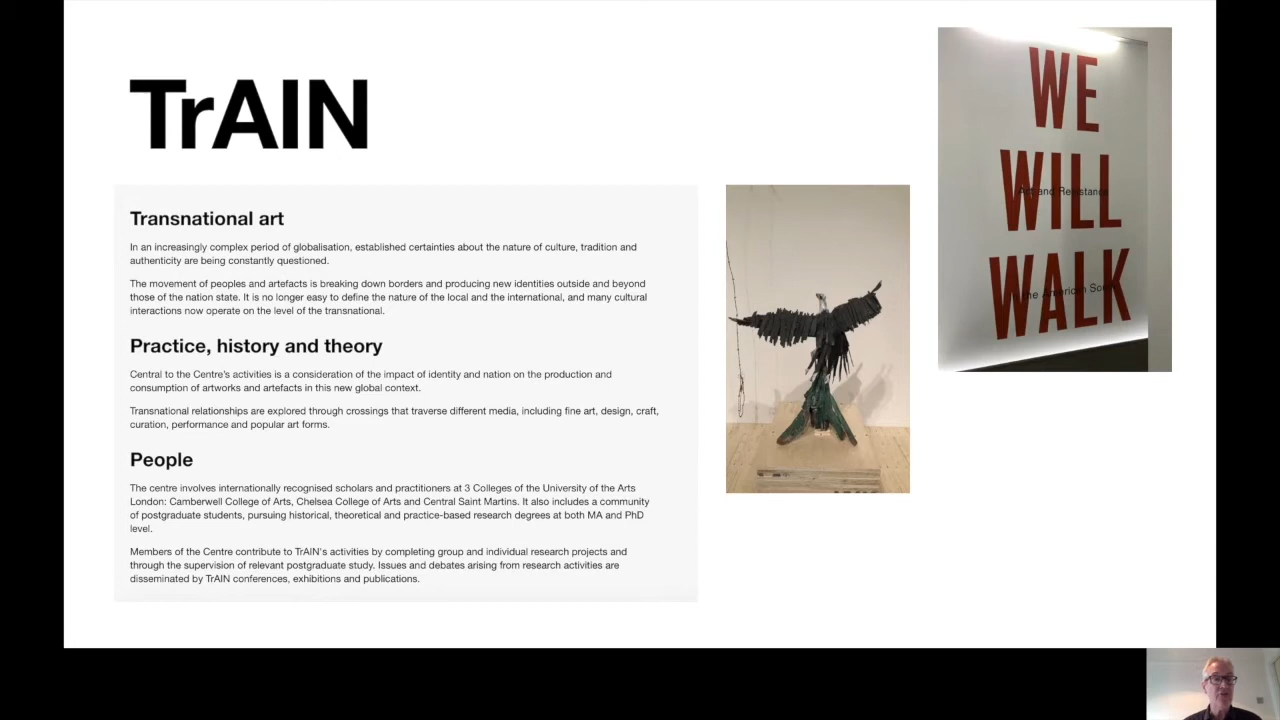 TrAIN
Transnational art
In an increasingly complex period of globalisation, established certainties about the nature of culture, tradition and
authenticity are being constantly questioned.
The movement of peoples and artefacts is breaking down borders and producing new identities outside and beyond
those of the nation state. It is no longer easy to define the nature of the local and the international, and many cultural
interactions now operate on the level of the transnational.
Practice, history and theory
Central to the Centre's activities is a consideration of the impact of identity and nation on the production and
consumption of artworks and artefacts in this new global context.
Transnational relationships are explored through crossings that traverse different media, including fine art, design, craft,
curation, performance and popular art forms.
People
The centre involves internationally recognised scholars and practitioners at 3 Colleges of the University of the Arts
London: Camberwell College of Arts, Chelsea College of Arts and Central Saint Martins. It also includes a community
of postgraduate students, pursuing historical, theoretical and practice-based research degrees at both MA and PhD
level.
Members of the Centre contribute to TrAIN's activities by completing group and individual research projects and
through the supervision of relevant postgraduate study. Issues and debates arising from research activities are
disseminated by TrAIN conferences, exhibitions and publications.
WE
WILL
Art and Resistance
WALK
the American South